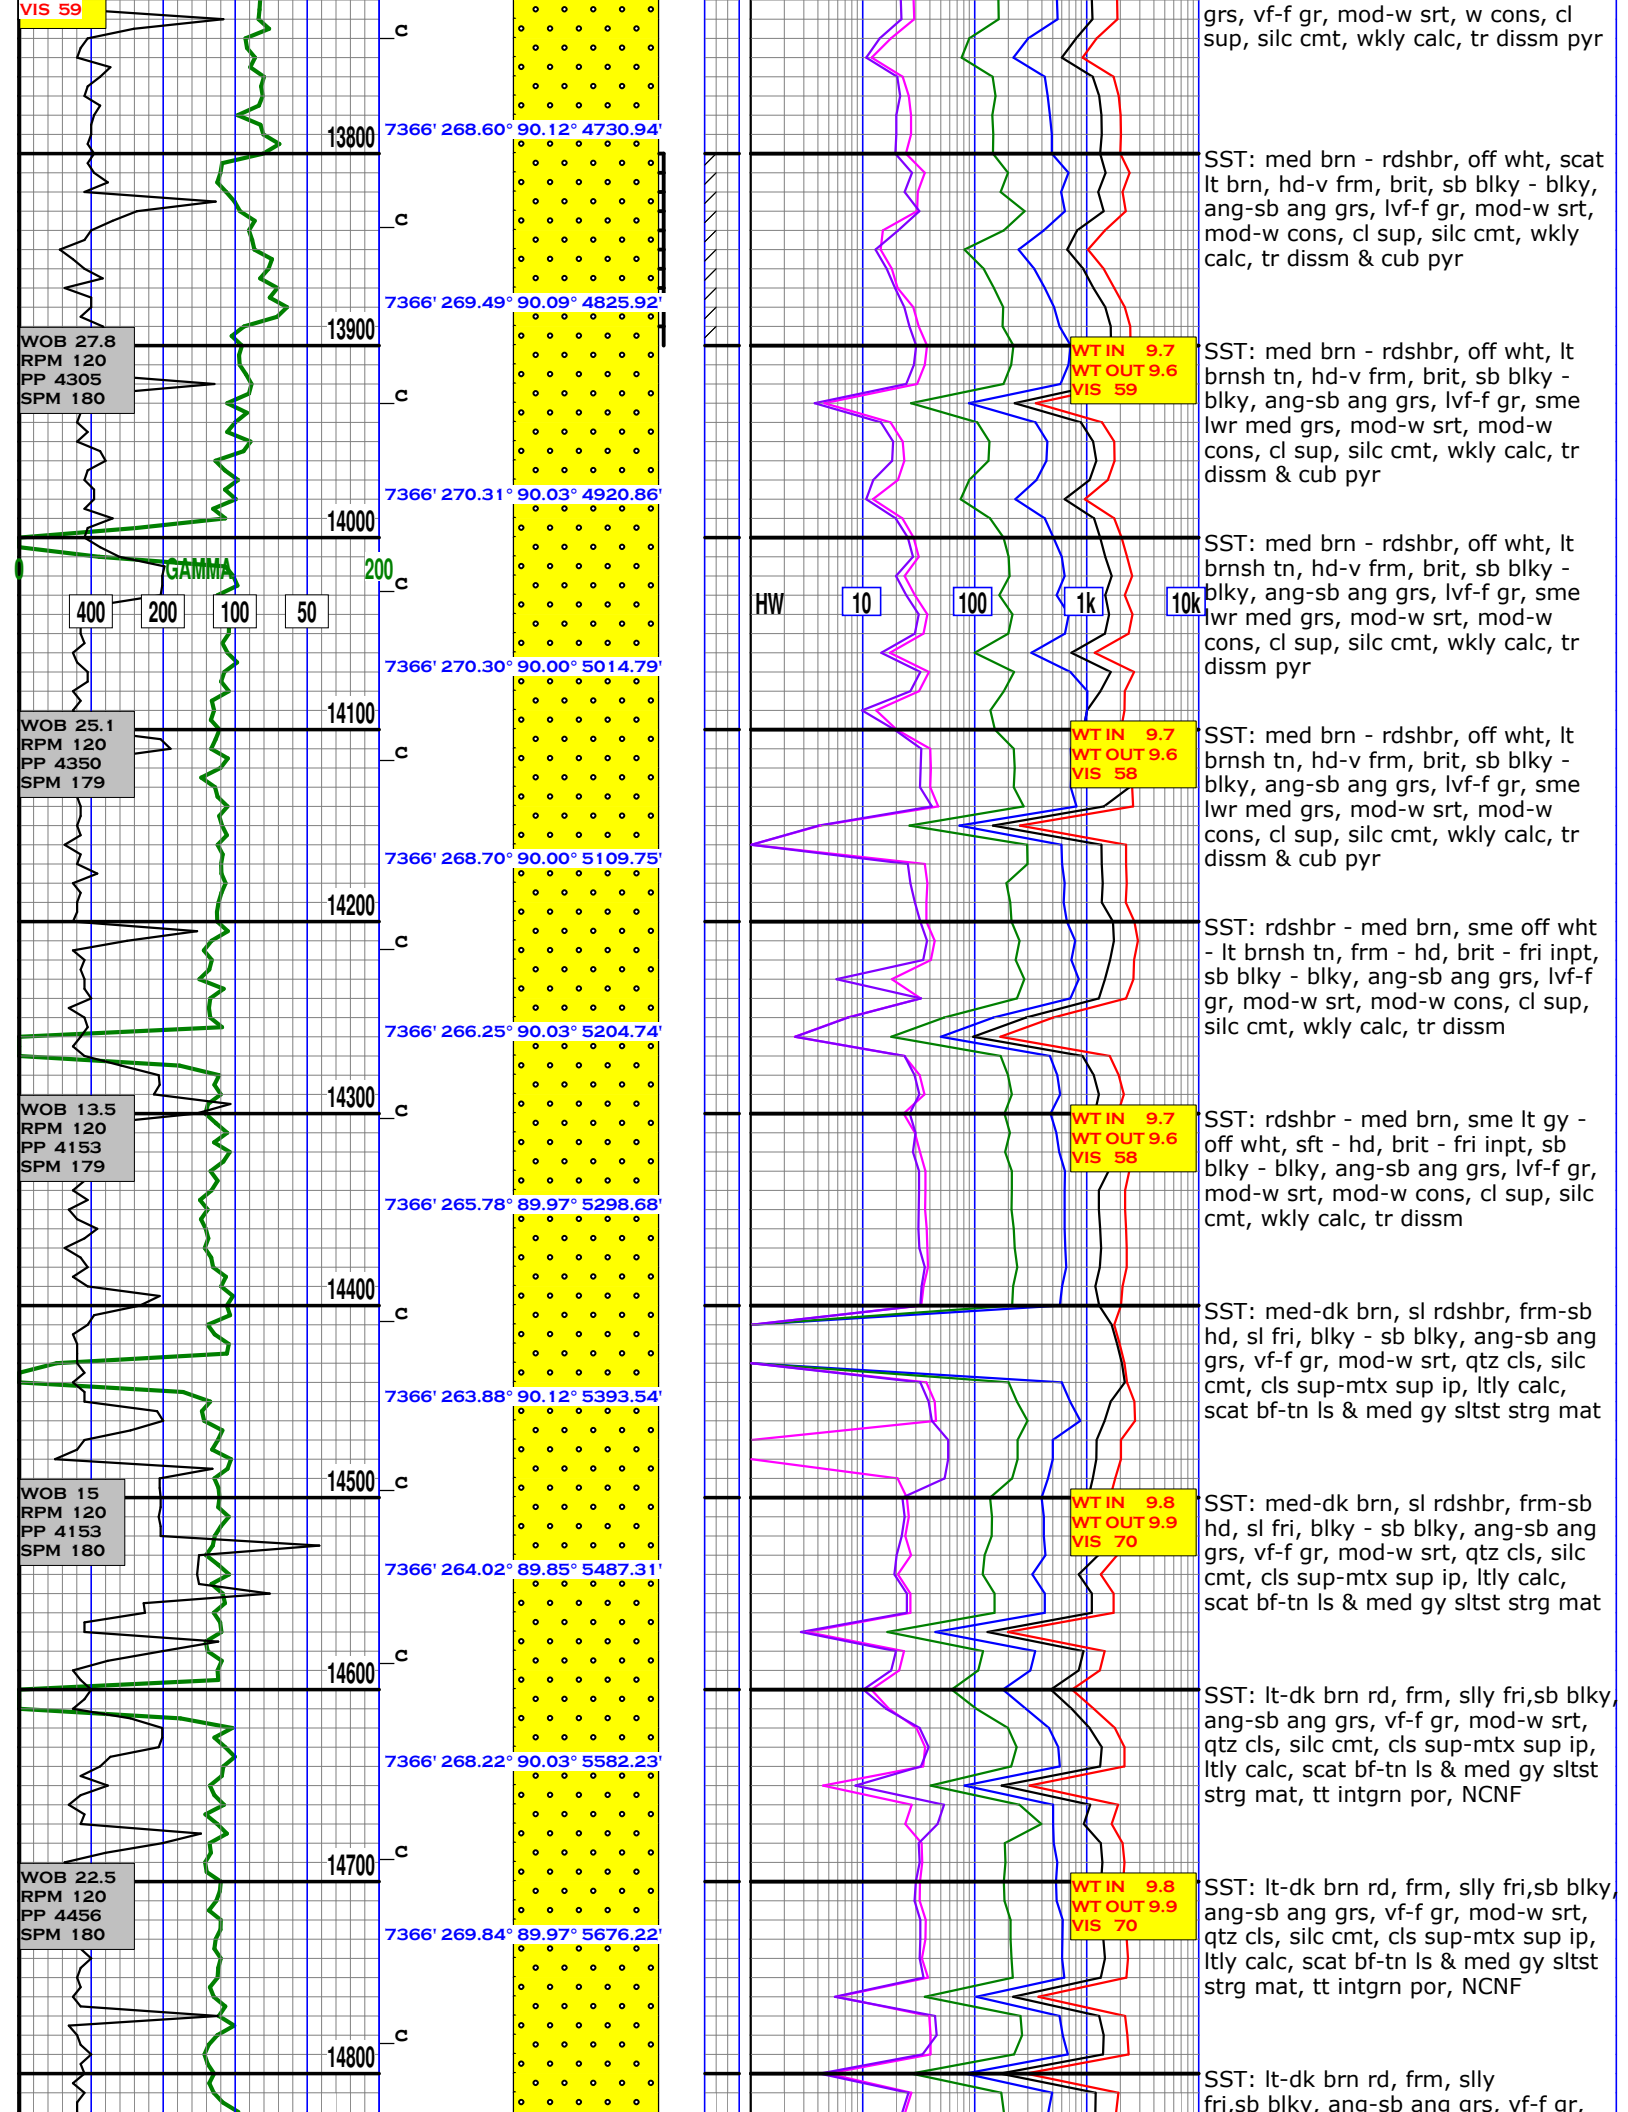 VIS 59
grs, vf-f gr, mod-w srt, w cons, cl
sup, silc cmt, wkly calc, tr dissm pyr
C
13800
7366' 268.60° 90.12° 4730.94'
SST: med brn - rdshbr, off wht, scat
lt brn, hd-v frm, brit, sb blky - blky,
ang-sb ang grs, lvf-f gr, mod-w srt,
mod-w cons, cl sup, silc cmt, wkly
calc, tr dissm & cub pyr
C
7366' 269.49° 90.09° 4825.92'
13900
WOB 27.8
RPM 120
PP 4305
SPM 180
C
WT IN 9.7
WT OUT 9.6
VIS 59
SST: med brn - rdshbr, off wht, lt
brnsh tn, hd-v frm, brit, sb blky -
blky, ang-sb ang grs, lvf-f gr, sme
lwr med grs, mod-w srt, mod-w
cons, cl sup, silc cmt, wkly calc, tr
dissm & cub pyr
7366' 270.31° 90.03° 4920.86'
14000
0 GAMMA 200
C
400 200 100 50
HW 10 100 1k 10k
SST: med brn - rdshbr, off wht, lt
brnsh tn, hd-v frm, brit, sb blky -
blky, ang-sb ang grs, lvf-f gr, sme
lwr med grs, mod-w srt, mod-w
cons, cl sup, silc cmt, wkly calc, tr
dissm pyr
7366' 270.30° 90.00° 5014.79'
14100
WOB 25.1
RPM 120
PP 4350
SPM 179
C
WT IN 9.7
WT OUT 9.6
VIS 58
SST: med brn - rdshbr, off wht, lt
brnsh tn, hd-v frm, brit, sb blky -
blky, ang-sb ang grs, lvf-f gr, sme
lwr med grs, mod-w srt, mod-w
cons, cl sup, silc cmt, wkly calc, tr
dissm & cub pyr
7366' 268.70° 90.00° 5109.75'
14200
C
SST: rdshbr - med brn, sme off wht
- lt brnsh tn, frm - hd, brit - fri inpt,
sb blky - blky, ang-sb ang grs, lvf-f
gr, mod-w srt, mod-w cons, cl sup,
silc cmt, wkly calc, tr dissm
7366' 266.25° 90.03° 5204.74'
14300
WOB 13.5
RPM 120
PP 4153
SPM 179
C
WT IN 9.7
WT OUT 9.6
VIS 58
SST: rdshbr - med brn, sme lt gy -
off wht, sft - hd, brit - fri inpt, sb
blky - blky, ang-sb ang grs, lvf-f gr,
mod-w srt, mod-w cons, cl sup, silc
cmt, wkly calc, tr dissm
7366' 265.78° 89.97° 5298.68'
14400
C
SST: med-dk brn, sl rdshbr, frm-sb
hd, sl fri, blky - sb blky, ang-sb ang
grs, vf-f gr, mod-w srt, qtz cls, silc
cmt, cls sup-mtx sup ip, ltly calc,
scat bf-tn ls & med gy sltst strg mat
7366' 263.88° 90.12° 5393.54'
14500
C
WOB 15
RPM 120
PP 4153
SPM 180
WT IN 9.8
WT OUT 9.9
VIS 70
SST: med-dk brn, sl rdshbr, frm-sb
hd, sl fri, blky - sb blky, ang-sb ang
grs, vf-f gr, mod-w srt, qtz cls, silc
cmt, cls sup-mtx sup ip, ltly calc,
scat bf-tn ls & med gy sltst strg mat
7366' 264.02° 89.85° 5487.31'
C
14600
SST: lt-dk brn rd, frm, slly fri,sb blky,
ang-sb ang grs, vf-f gr, mod-w srt,
qtz cls, silc cmt, cls sup-mtx sup ip,
ltly calc, scat bf-tn ls & med gy sltst
strg mat, tt intgrn por, NCNF
7366' 268.22° 90.03° 5582.23'
C
14700
WOB 22.5
RPM 120
PP 4456
SPM 180
WT IN 9.8
WT OUT 9.9
VIS 70
SST: lt-dk brn rd, frm, slly fri,sb blky,
ang-sb ang grs, vf-f gr, mod-w srt,
qtz cls, silc cmt, cls sup-mtx sup ip,
ltly calc, scat bf-tn ls & med gy sltst
strg mat, tt intgrn por, NCNF
7366' 269.84° 89.97° 5676.22'
C
14800
SST: lt-dk brn rd, frm, slly
fri,sb blky, ang-sb ang grs, vf-f gr,